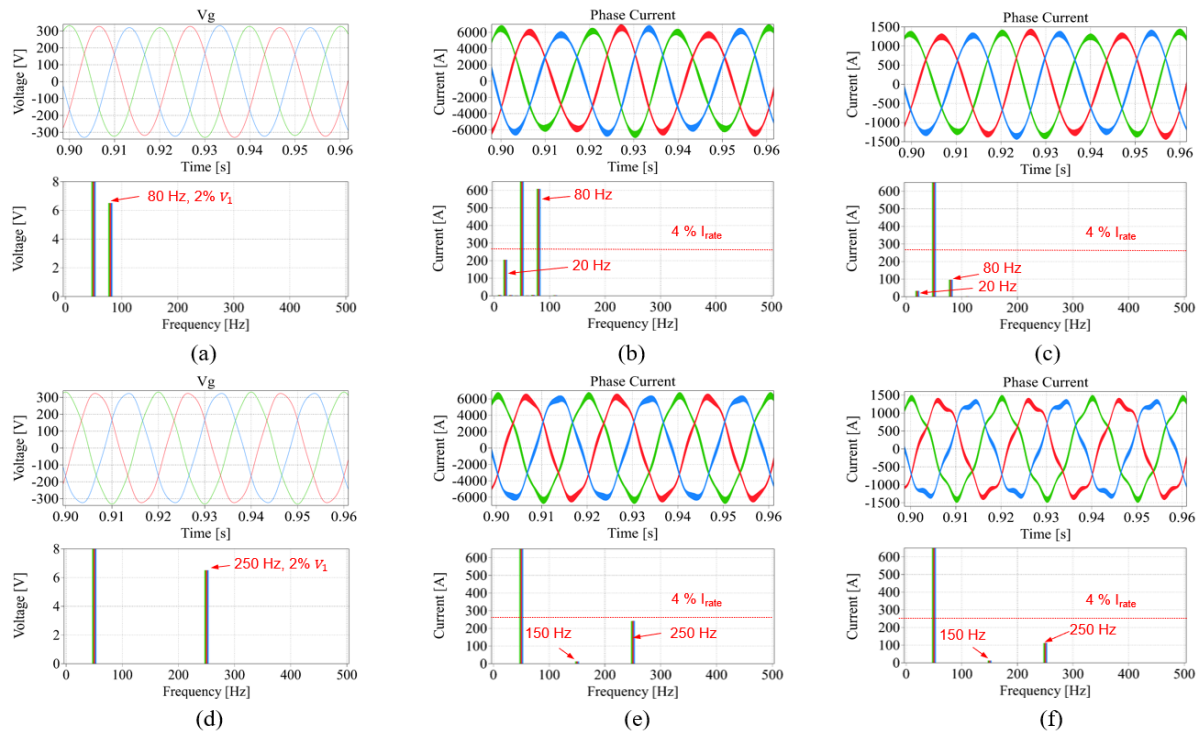 Vg
Voltage [V]
300
200
100
0
-100
-200
-300
0.90 0.91 0.92 0.93 0.94 0.95 0.96
Time [s]
Voltage [V]
8
6
4
2
0
80 Hz, 2% V1
0 100 200 300 400 500
Frequency [Hz]
(a)
Phase Current
Current [A]
6000
4000
2000
0
-2000
-4000
-6000
0.90 0.91 0.92 0.93 0.94 0.95 0.96
Time [s]
Current [A]
600
500
400
300
200
100
0
80 Hz
4 % Irate
20 Hz
0 100 200 300 400 500
Frequency [Hz]
(b)
Phase Current
Current [A]
1500
1000
500
0
-500
-1000
-1500
0.90 0.91 0.92 0.93 0.94 0.95 0.96
Time [s]
Current [A]
600
500
400
300
200
100
0
4 % Irate
80 Hz
20 Hz
0 100 200 300 400 500
Frequency [Hz]
(c)
Vg
Voltage [V]
300
200
100
0
-100
-200
-300
0.90 0.91 0.92 0.93 0.94 0.95 0.96
Time [s]
Voltage [V]
8
6
4
2
0
250 Hz, 2% V1
0 100 200 300 400 500
Frequency [Hz]
(d)
Phase Current
Current [A]
6000
4000
2000
0
-2000
-4000
-6000
0.90 0.91 0.92 0.93 0.94 0.95 0.96
Time [s]
Current [A]
600
500
400
300
200
100
0
4 % Irate
150 Hz
250 Hz
0 100 200 300 400 500
Frequency [Hz]
(e)
Phase Current
Current [A]
1500
1000
500
0
-500
-1000
-1500
0.90 0.91 0.92 0.93 0.94 0.95 0.96
Time [s]
Current [A]
600
500
400
300
200
100
0
4 % Irate
150 Hz
250 Hz
0 100 200 300 400 500
Frequency [Hz]
(f)